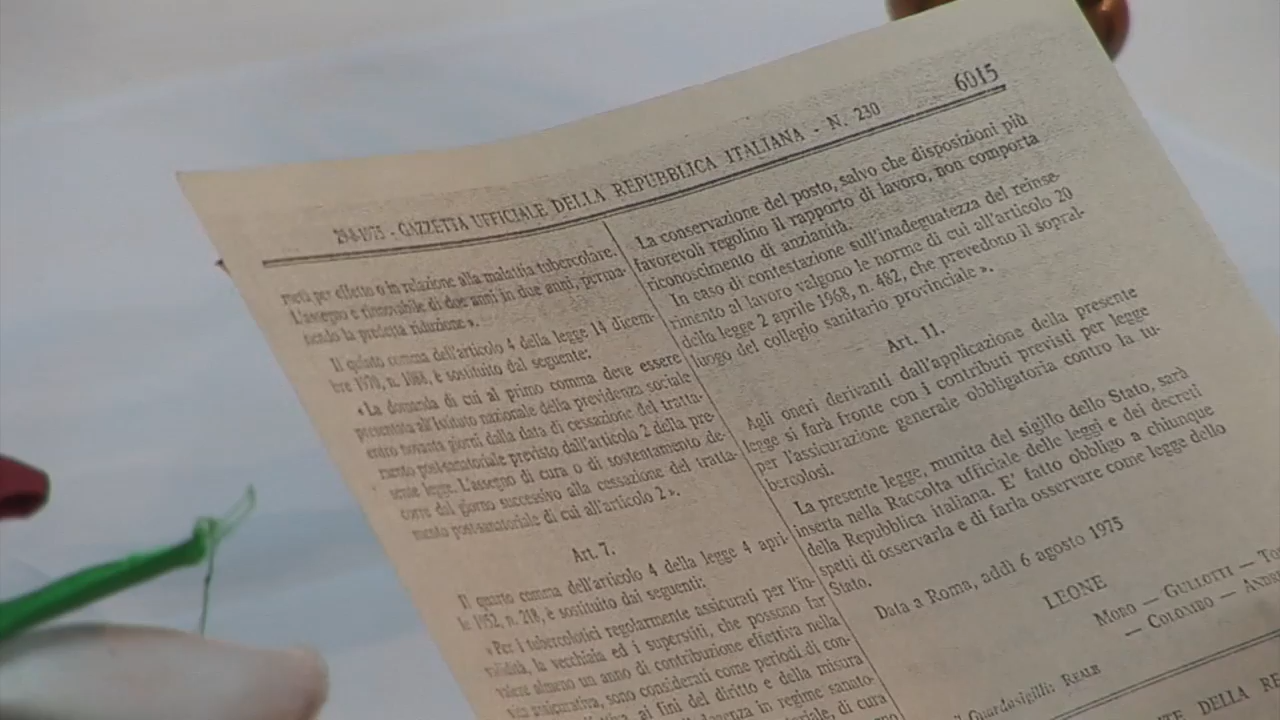 29-8-1975 - GAZZETTA UFFICIALE DELLA REPUBBLICA ITALIANA - N. 230
6015
per effetto o in relazione alla malattia tubercolare.
L'assegno è rinnovabile di due anni in due anni, perma-
nendo la predetta riduzione ».
Il quinto comma dell'articolo 4 della legge 14 dicem-
bre 1970, n. 1088, è sostituito dal seguente:
« La domanda di cui al primo comma deve essere
presentata all'Istituto nazionale della previdenza sociale
entro novanta giorni dalla data di cessazione del tratta-
mento post-sanatoriale previsto dall'articolo 2 della pre-
sente legge. L'assegno di cura o di sostentamento de-
corre dal giorno successivo alla cessazione del tratta-
mento post-sanatoriale di cui all'articolo 2 ».
Art. 7.
Il quarto comma dell'articolo 4 della legge 4 apri-
le 1952, n. 218, è sostituito dai seguenti:
« Per i tubercolotici regolarmente assicurati per l'in-
validità, la vecchiaia ed i superstiti, che possono far
valere almeno un anno di contribuzione effettiva nella
assicurativa, sono considerati come periodi di con-
ai fini del diritto e della misura
in regime sanato-
di cura
La conservazione del posto, salvo che disposizioni più
favorevoli regolino il rapporto di lavoro, non comporta
riconoscimento di anzianità.
In caso di contestazione sull'inadeguatezza del reinse-
rimento al lavoro valgono le norme di cui all'articolo 20
della legge 2 aprile 1968, n. 482, che prevedono il sopral-
luogo del collegio sanitario provinciale ».
Art. 11.
Agli oneri derivanti dall'applicazione della presente
legge si farà fronte con i contributi previsti per legge
per l'assicurazione generale obbligatoria contro la tu-
bercolosi.
La presente legge, munita del sigillo dello Stato, sarà
inserta nella Raccolta ufficiale delle leggi e dei decreti
della Repubblica italiana. E' fatto obbligo a chiunque
spetti di osservarla e di farla osservare come legge dello
Stato.
Data a Roma, addì 6 agosto 1975
LEONE
MORO — GULLOTTI —
— COLOMBO —
Guardasigilli: REALE
DELLA